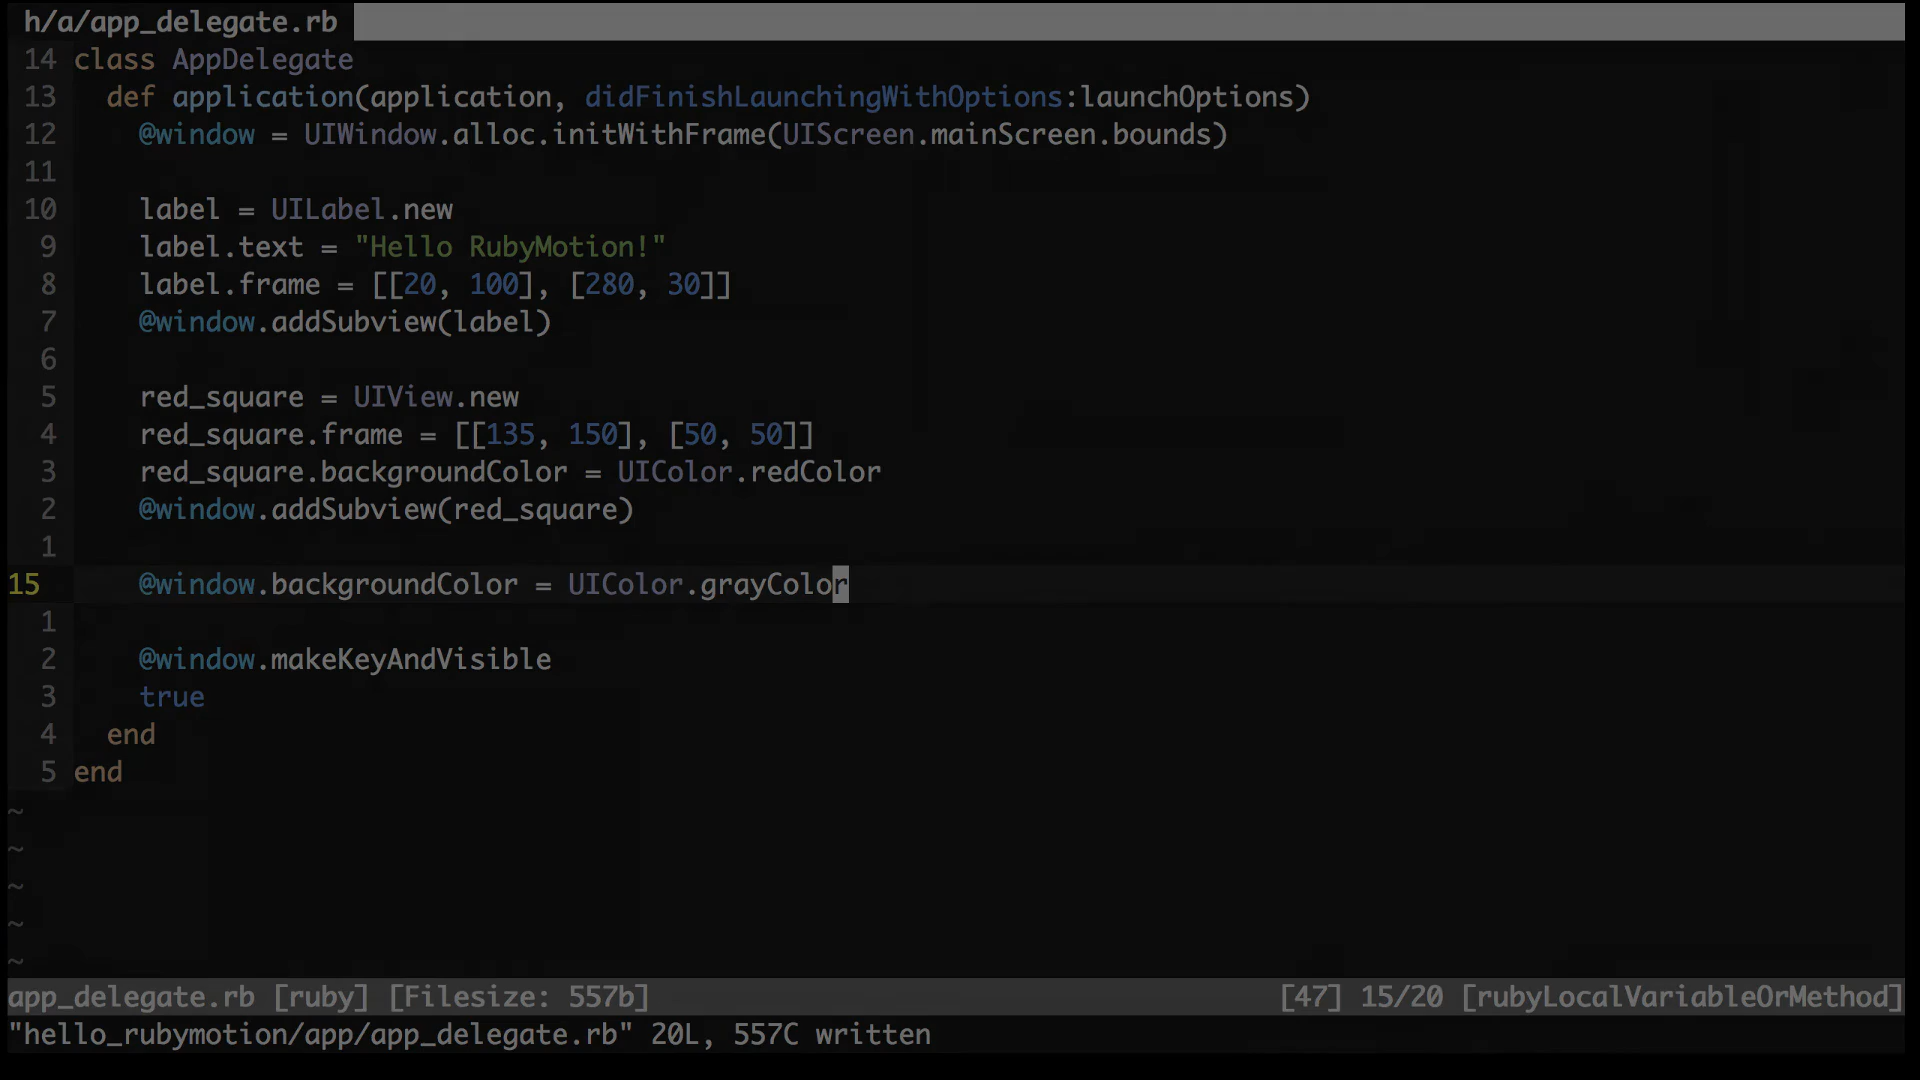 h/a/app_delegate.rb
14 class AppDelegate
13   def application(application, didFinishLaunchingWithOptions:launchOptions)
12     @window = UIWindow.alloc.initWithFrame(UIScreen.mainScreen.bounds)
11
10     label = UILabel.new
9     label.text = "Hello RubyMotion!"
8     label.frame = [[20, 100], [280, 30]]
7     @window.addSubview(label)
6
5     red_square = UIView.new
4     red_square.frame = [[135, 150], [50, 50]]
3     red_square.backgroundColor = UIColor.redColor
2     @window.addSubview(red_square)
1
15     @window.backgroundColor = UIColor.grayColor
1
2     @window.makeKeyAndVisible
3     true
4   end
5 end
~
~
~
~
~
app_delegate.rb [ruby] [Filesize: 557b] [47] 15/20 [rubyLocalVariableOrMethod]
"hello_rubymotion/app/app_delegate.rb" 20L, 557C written